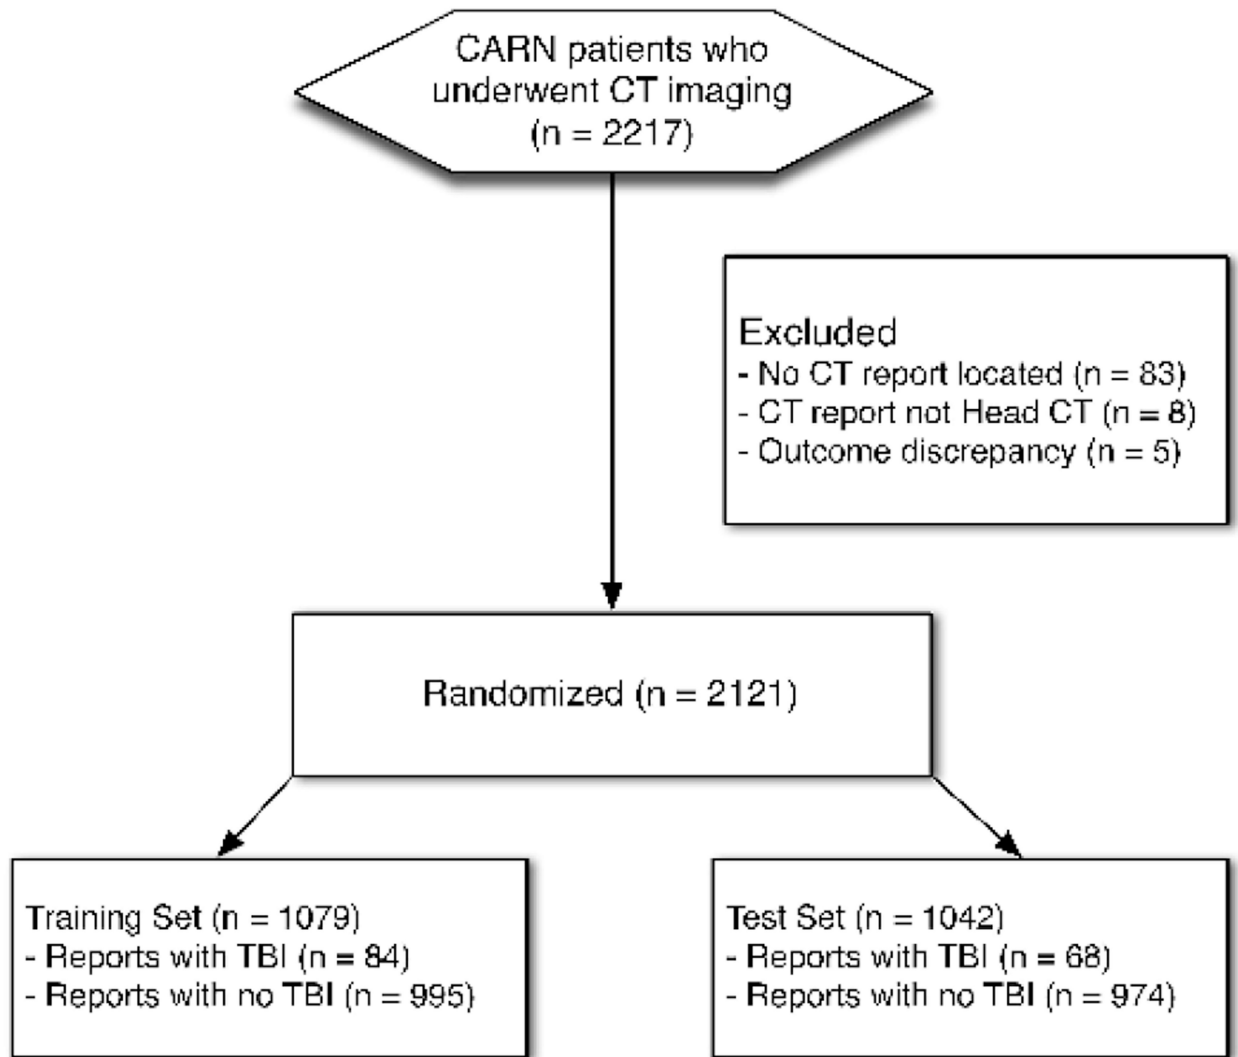 CARN patients who
underwent CT imaging
(n = 2217)
Excluded
- No CT report located (n = 83)
- CT report not Head CT (n = 8)
- Outcome discrepancy (n = 5)
Randomized (n = 2121)
Training Set (n = 1079)
- Reports with TBI (n = 84)
- Reports with no TBI (n = 995)
Test Set (n = 1042)
- Reports with TBI (n = 68)
- Reports with no TBI (n = 974)